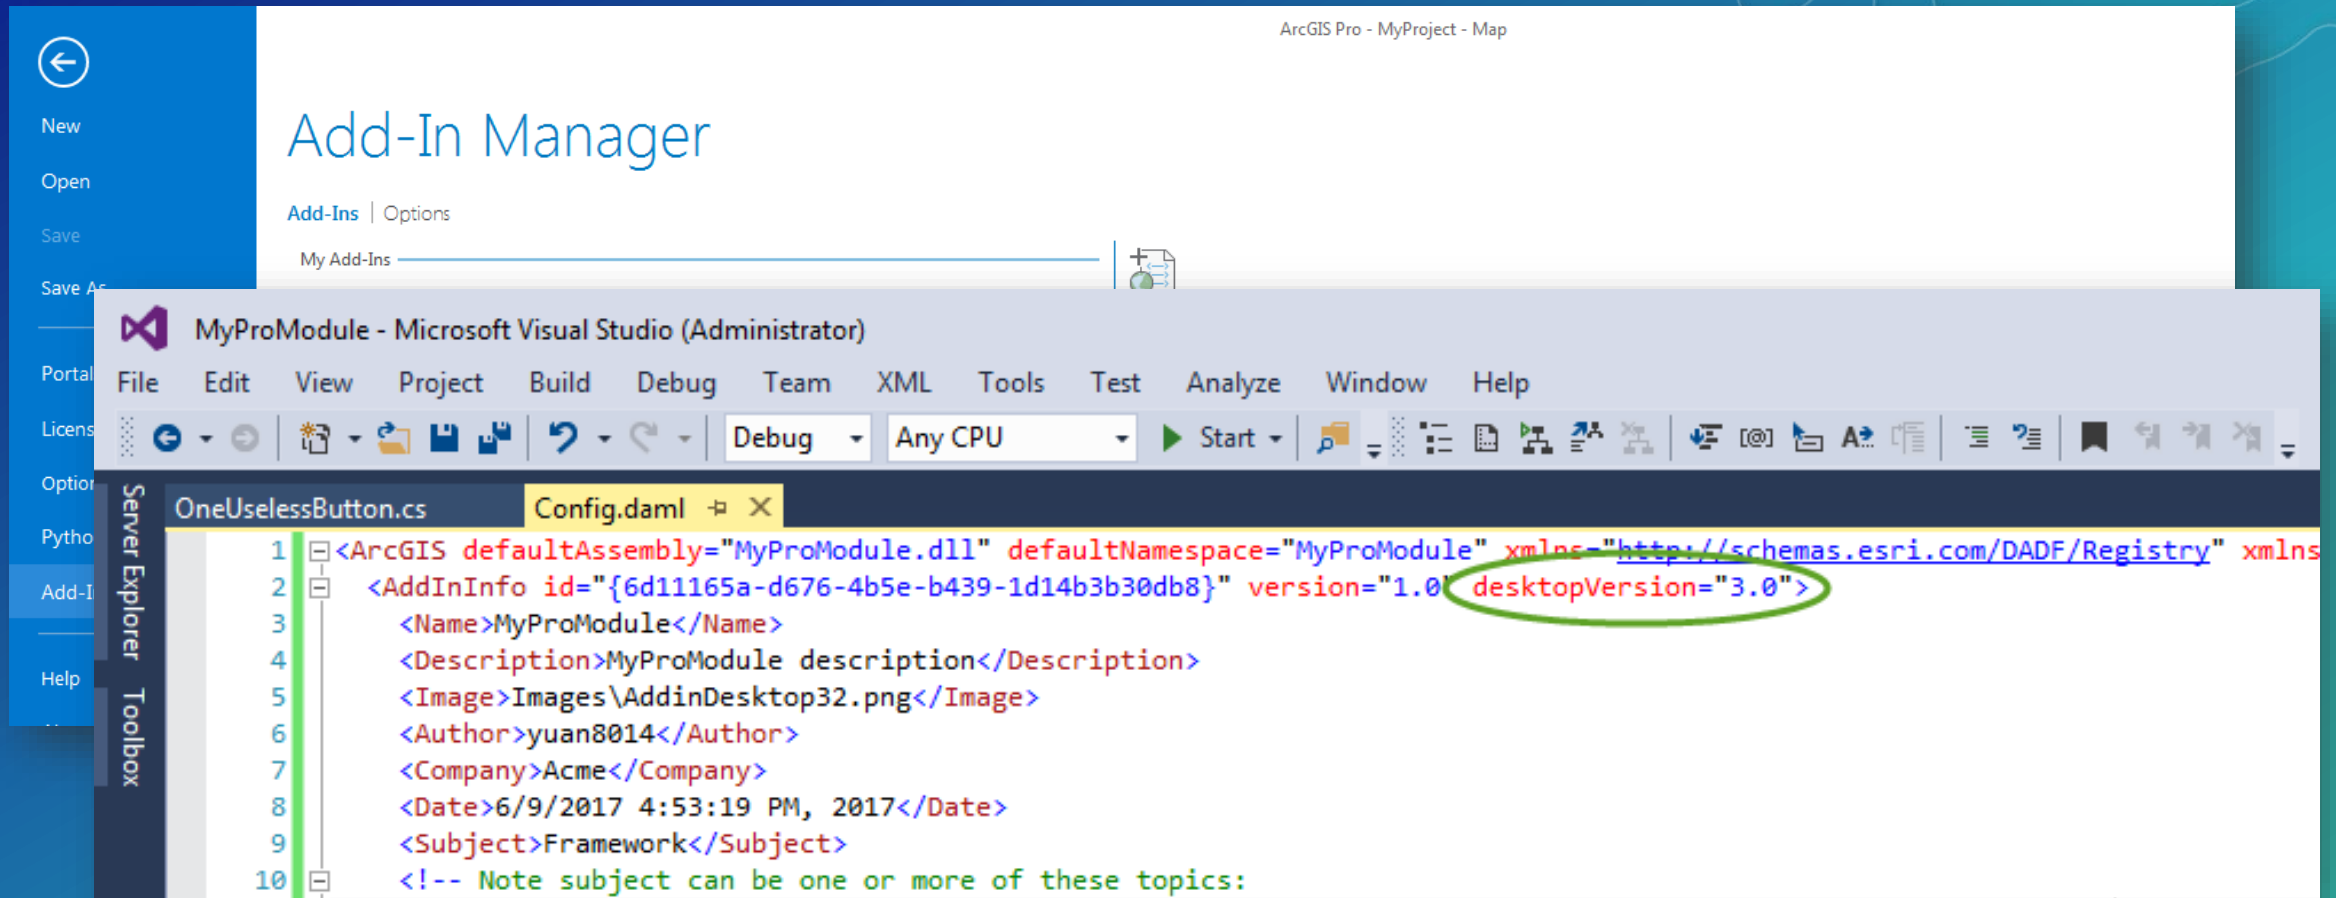 ArcGIS Pro - MyProject - Map
New
Open
Save
Save As
Portal
Licens
Option
Pytho
Add-I
Help
Add-In Manager
Add-Ins | Options
My Add-Ins
MyProModule - Microsoft Visual Studio (Administrator)
File Edit View Project Build Debug Team XML Tools Test Analyze Window Help
Debug Any CPU Start
Server Explorer
Toolbox
OneUselessButton.cs Config.daml
1 <ArcGIS defaultAssembly="MyProModule.dll" defaultNamespace="MyProModule" xmlns="http://schemas.esri.com/DADF/Registry" xmlns
2 <AddInInfo id="{6d11165a-d676-4b5e-b439-1d14b3b30db8}" version="1.0" desktopVersion="3.0">
3 <Name>MyProModule</Name>
4 <Description>MyProModule description</Description>
5 <Image>Images\AddinDesktop32.png</Image>
6 <Author>yuan8014</Author>
7 <Company>Acme</Company>
8 <Date>6/9/2017 4:53:19 PM, 2017</Date>
9 <Subject>Framework</Subject>
10 <!-- Note subject can be one or more of these topics: